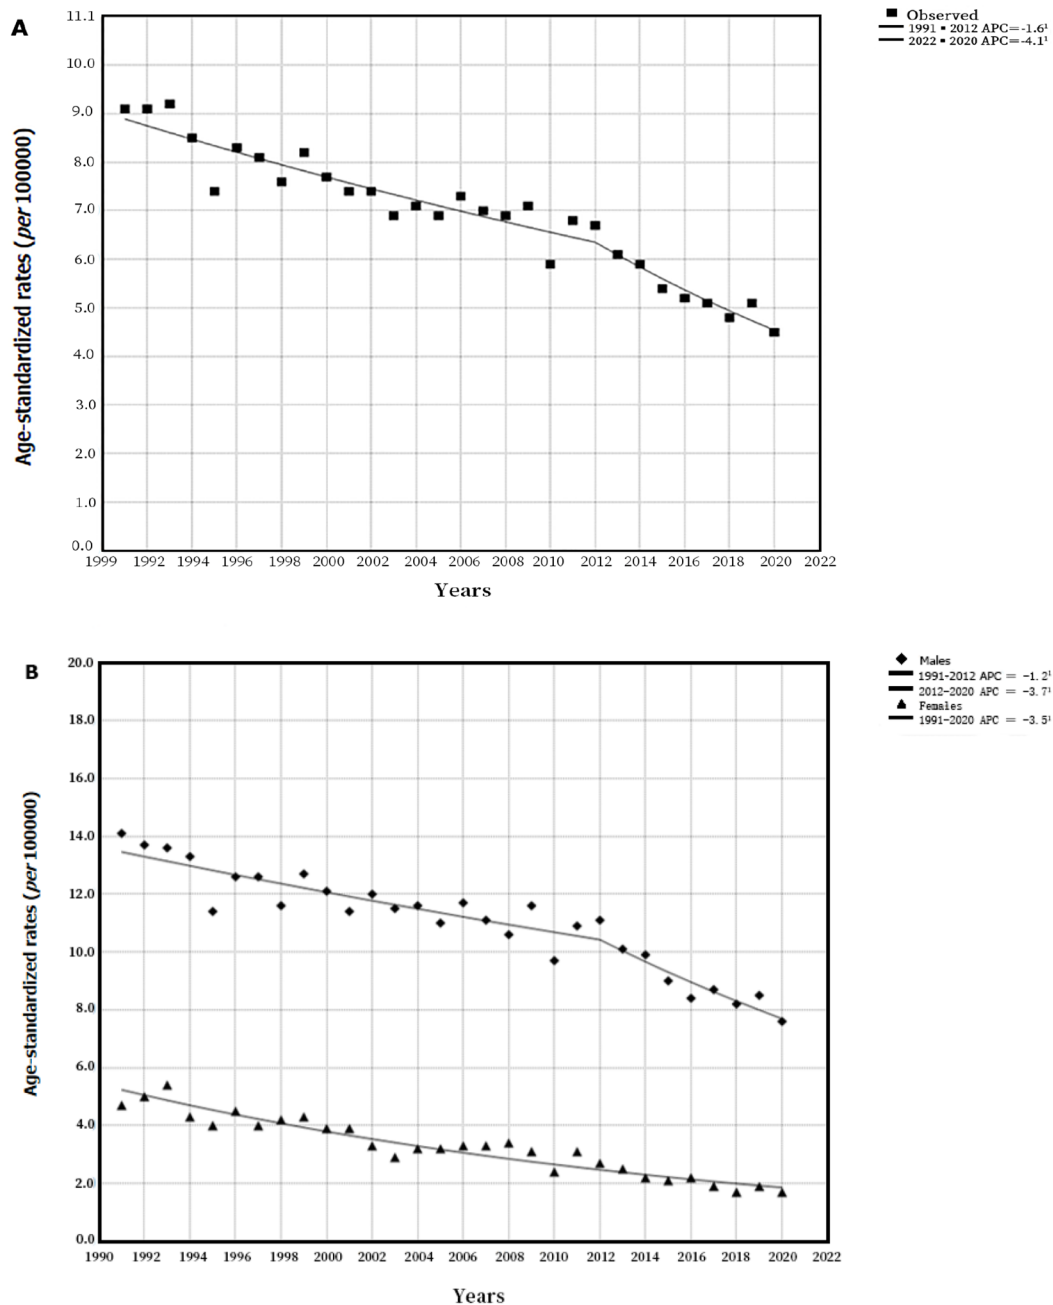 A
Observed
1991 ▪ 2012 APC=-1.6¹
2022 ▪ 2020 APC=-4.1¹
11.1
10.0
9.0
8.0
7.0
6.0
5.0
4.0
3.0
2.0
1.0
0.0
Age-standardized rates (per 100000)
1999 1992 1994 1996 1998 2000 2002 2004 2006 2008 2010 2012 2014 2016 2018 2020 2022
Years
B
Males
1991-2012 APC = -1.2¹
2012-2020 APC = -3.7¹
Females
1991-2020 APC = -3.5¹
20.0
18.0
16.0
14.0
12.0
10.0
8.0
6.0
4.0
2.0
0.0
Age-standardized rates (per 100000)
1990 1992 1994 1996 1998 2000 2002 2004 2006 2008 2010 2012 2014 2016 2018 2020 2022
Years